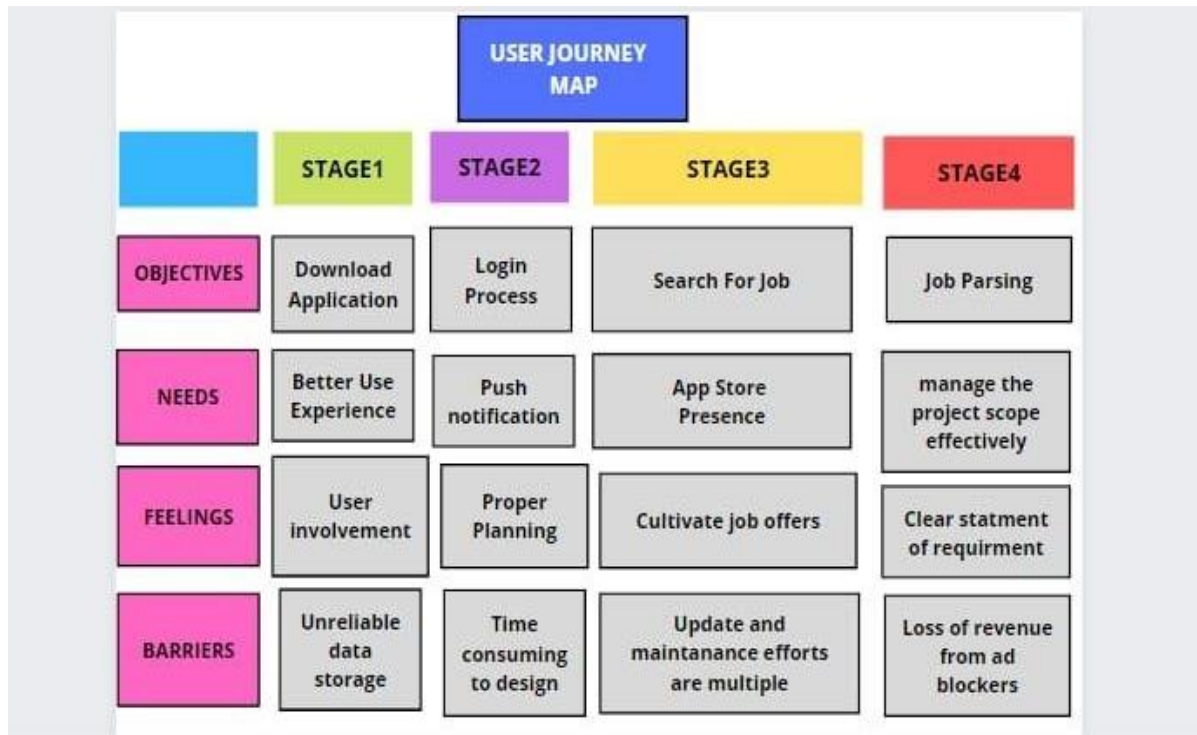 USER JOURNEY
MAP
STAGE1
STAGE2
STAGE3
STAGE4
OBJECTIVES
Download
Application
Login
Process
Search For Job
Job Parsing
NEEDS
Better Use
Experience
Push
notification
App Store
Presence
manage the
project scope
effectively
FEELINGS
User
involvement
Proper
Planning
Cultivate job offers
Clear statment
of requirment
BARRIERS
Unreliable
data
storage
Time
consuming
to design
Update and
maintanance efforts
are multiple
Loss of revenue
from ad
blockers